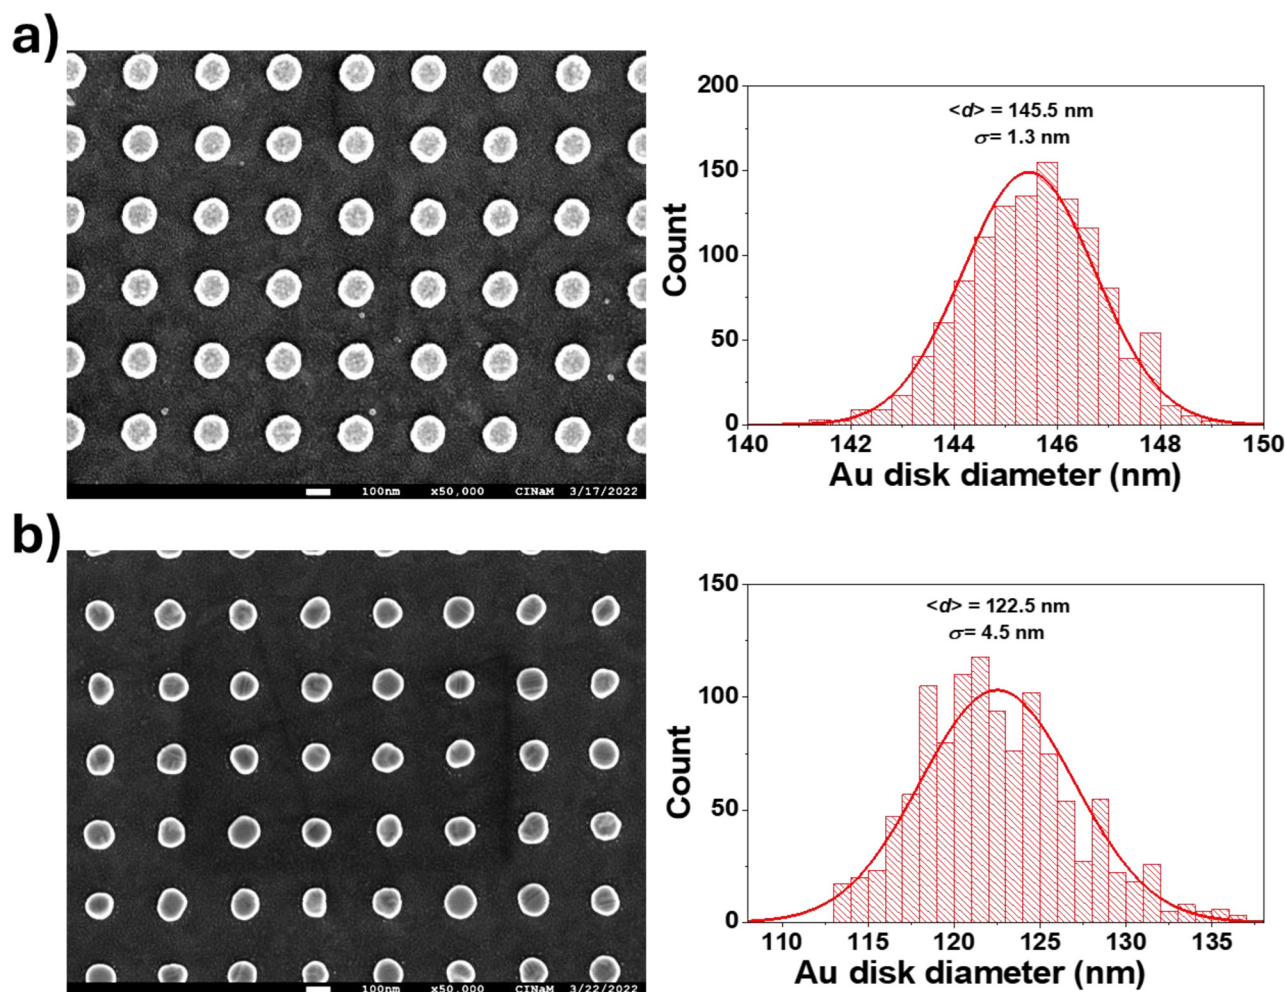 a)
100nm x50,000 CINaM 3/17/2022
200
150
100
50
0
Count
<d> = 145.5 nm
σ= 1.3 nm
140 142 144 146 148 150
Au disk diameter (nm)
b)
100nm x50,000 CINaM 3/22/2022
150
100
50
0
Count
<d> = 122.5 nm
σ= 4.5 nm
110 115 120 125 130 135
Au disk diameter (nm)